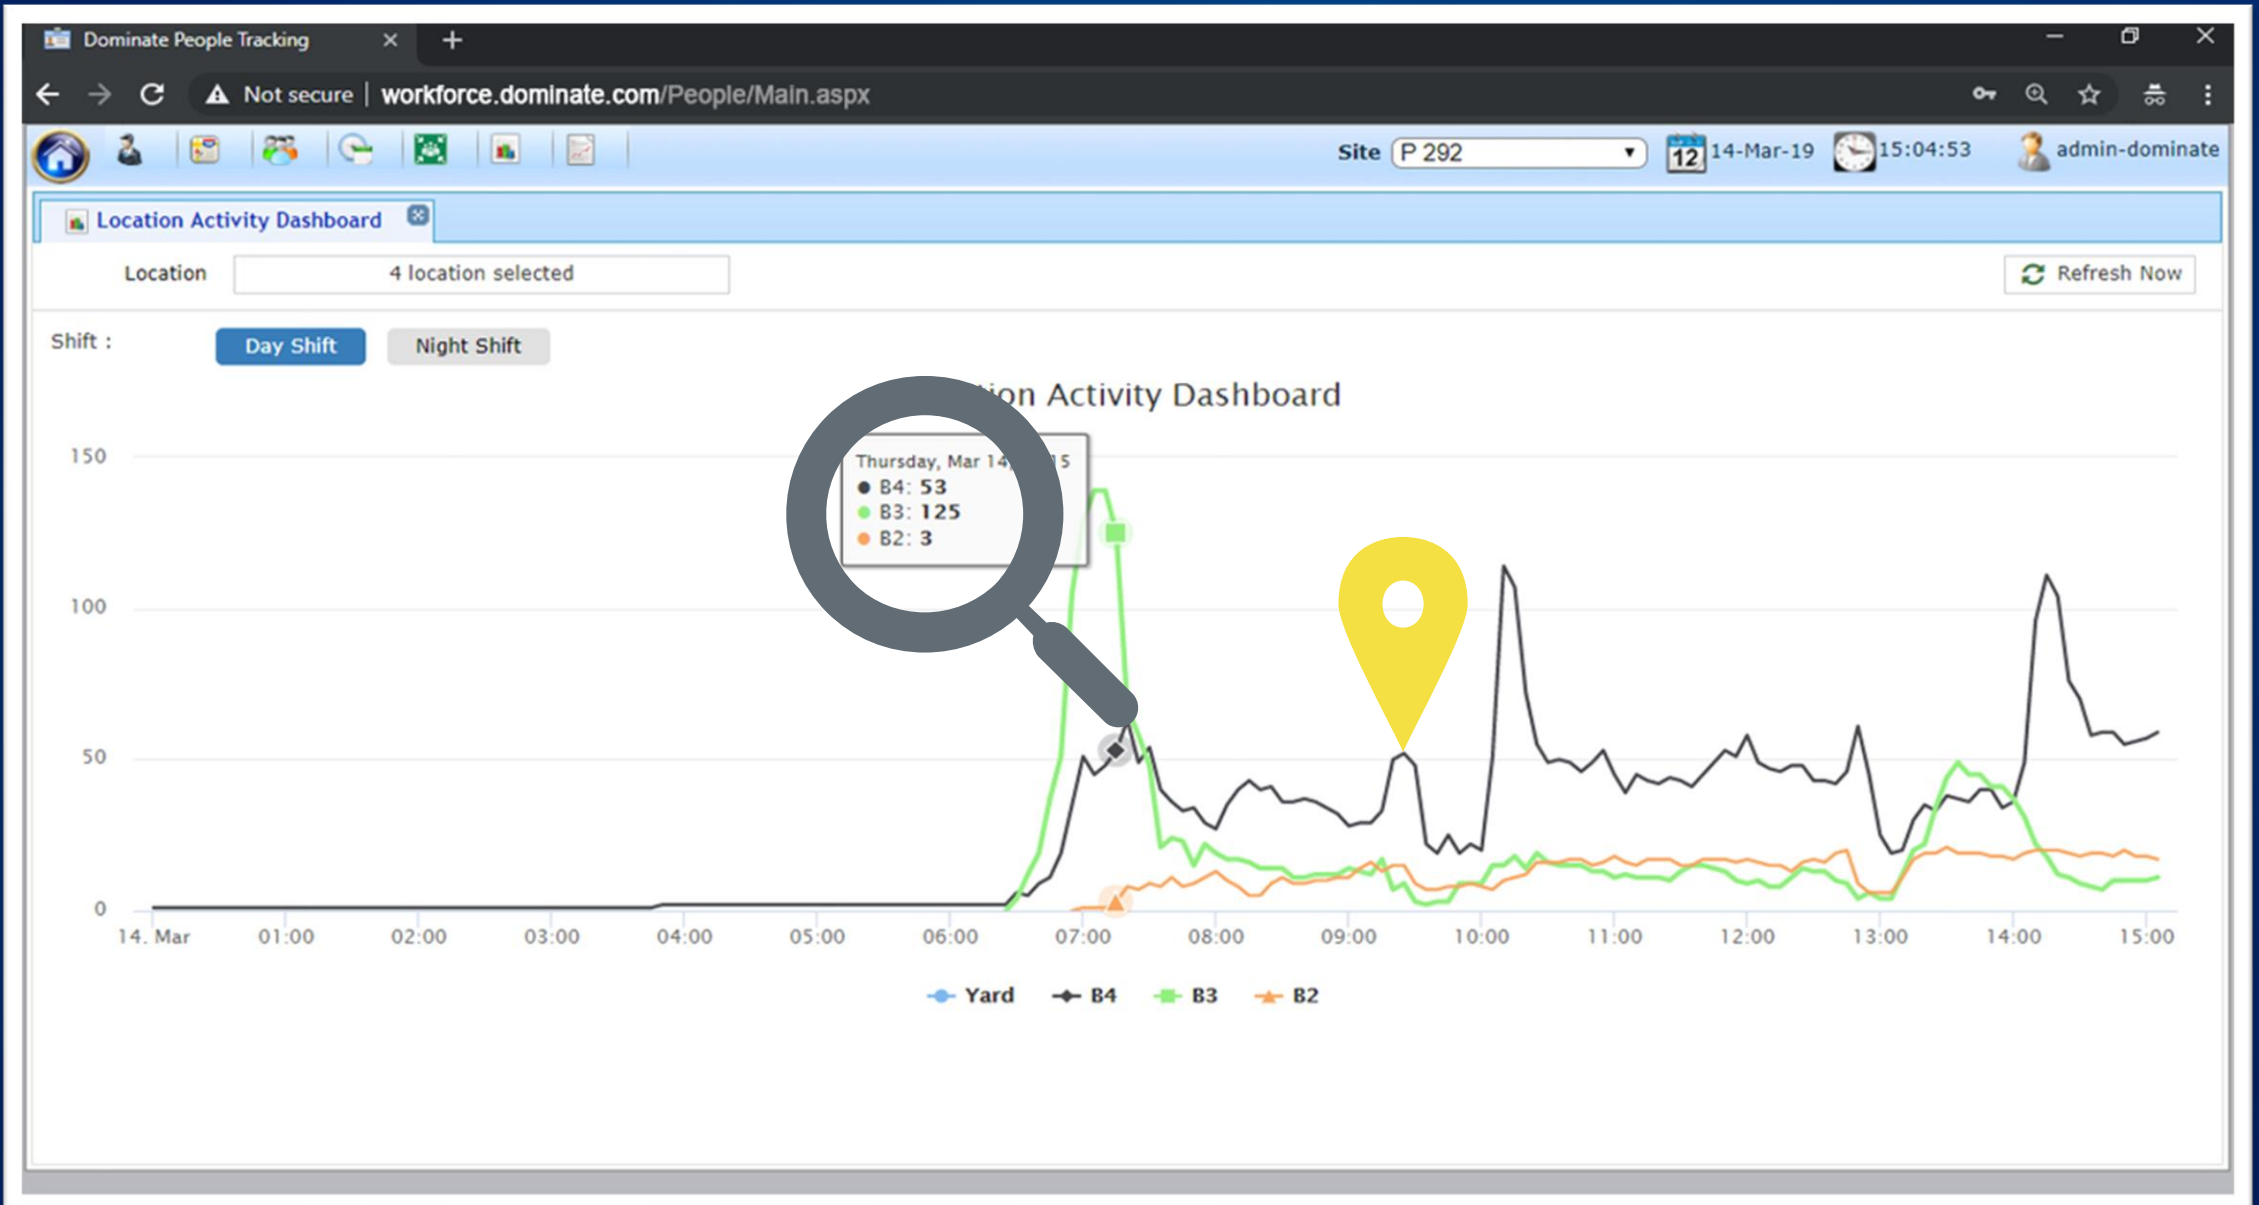 Dominate People Tracking
Not secure | workforce.dominate.com/People/Main.aspx
Site P 292 12 14-Mar-19 15:04:53 admin-dominate
Location Activity Dashboard
Location 4 location selected Refresh Now
Shift : Day Shift Night Shift
Activity Dashboard
Thursday, Mar 14, 15
B4: 53
B3: 125
B2: 3
150
100
50
0
14. Mar 01:00 02:00 03:00 04:00 05:00 06:00 07:00 08:00 09:00 10:00 11:00 12:00 13:00 14:00 15:00
Yard B4 B3 B2